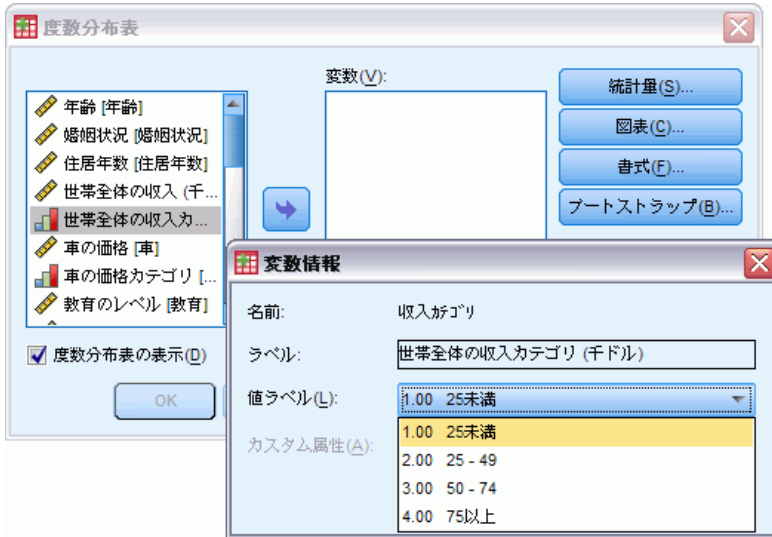 度数分布表
変数(V):
年齢 [年齢]
婚姻状況 [婚姻状況]
住居年数 [住居年数]
世帯全体の収入 (千...
世帯全体の収入カ...
車の価格 [車]
車の価格カテゴリ [...
教育のレベル [教育]
統計量(S)...
図表(C)...
書式(F)...
ブートストラップ(B)...
度数分布表の表示(D)
OK
変数情報
名前:
収入ｶﾃｺﾞﾘ
ラベル:
世帯全体の収入カテゴリ (千ドル)
値ラベル(L):
1.00 25未満
カスタム属性(A):
1.00 25未満
2.00 25 - 49
3.00 50 - 74
4.00 75以上